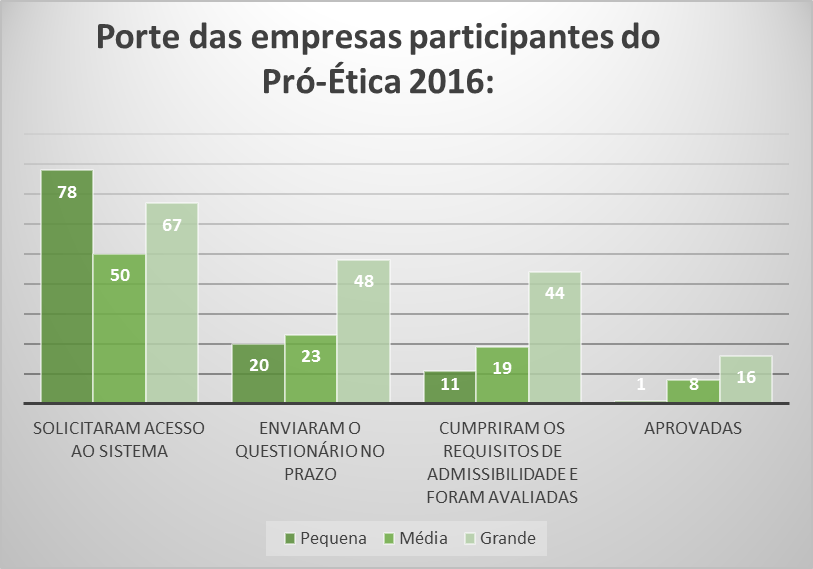 Porte das empresas participantes do
Pró-Ética 2016:
78
50
67
20
23
48
11
19
44
1
8
16
SOLICITARAM ACESSO
AO SISTEMA
ENVIARAM O
QUESTIONÁRIO NO
PRAZO
CUMPRIRAM OS
REQUISITOS DE
ADMISSIBILIDADE E
FORAM AVALIADAS
APROVADAS
Pequena Média Grande